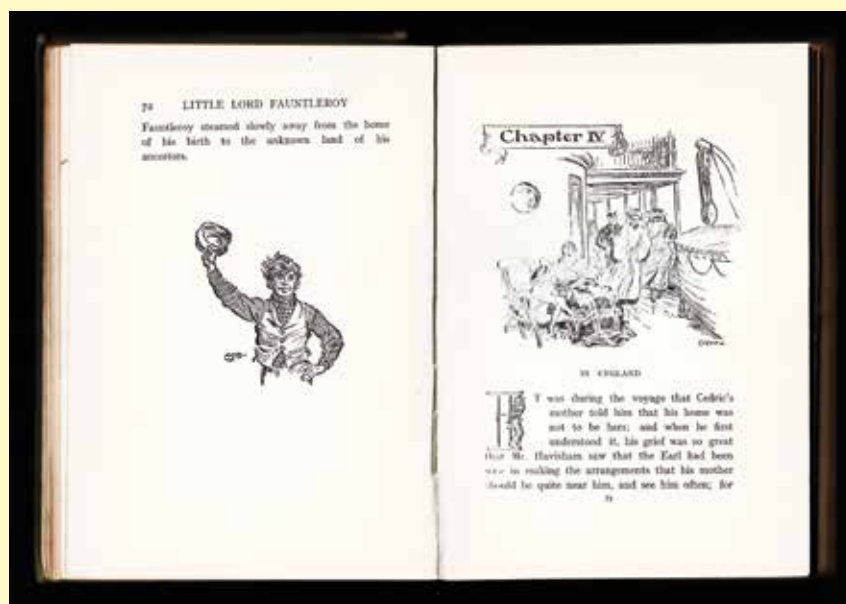 72 LITTLE LORD FAUNTLEROY
Fauntleroy steamed slowly away from the home
of his birth to the unknown land of his
ancestors.
Chapter IV
IN ENGLAND
IT was during the voyage that Cedric's
mother told him that his home was
not to be hers; and when he first
understood it, his grief was so great
that Mr. Havisham saw that the Earl had been
wise in making the arrangements that his mother
should be quite near him, and see him often; for
73